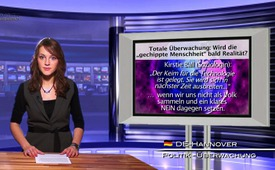 Totale Überwachung: Wird die
„gechippte Menschheit" bald Realität?
Kirstie Ball (Soziologin):
„Der Keim für die Technologie
ist gelegt. Sie wird sich in
nächster Zeit ausbreiten..."
… wenn wir uns nicht als Volk
sammeln und ein klares
NEIN dagegen setzen.
DE-HANNOVER
POLITIK-ÜBERWACHUNG